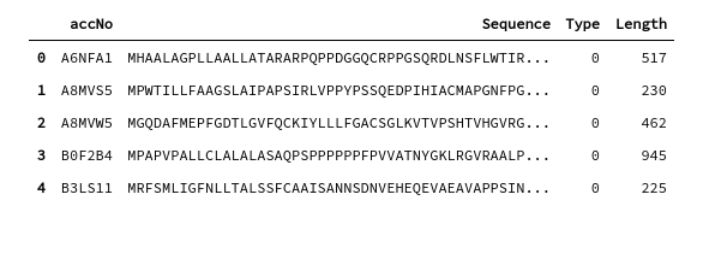 accNo Sequence Type Length
0 A6NFA1 MHAALAGPLLAALLATARARPQPPDGGQCRPPGSQRDLNSFLWTIR... 0 517
1 A8MVS5 MPWTILLFAAGSLAIPAPSIRLVPPYPSSQEDPIHIACMAPGNFPG... 0 230
2 A8MVW5 MGQDAFMEPFGDTLGVFQCKIYLLLFGACSGLKVTVPSHTVHGVRG... 0 462
3 B0F2B4 MPAPVPALLCLALALASAQPSPPPPPPFPVVATNYGKLRGVRAALP... 0 945
4 B3LS11 MRFSMLIGFNLLTALSSFCAAISANNSDNVEHEQEVAEAVAPPSIN... 0 225